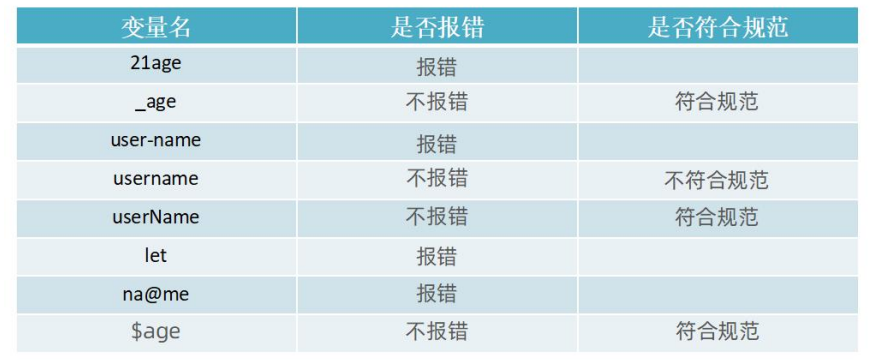 变量名 是否报错 是否符合规范
21age 报错
_age 不报错 符合规范
user-name 报错
username 不报错 不符合规范
userName 不报错 符合规范
let 报错
na@me 报错
$age 不报错 符合规范